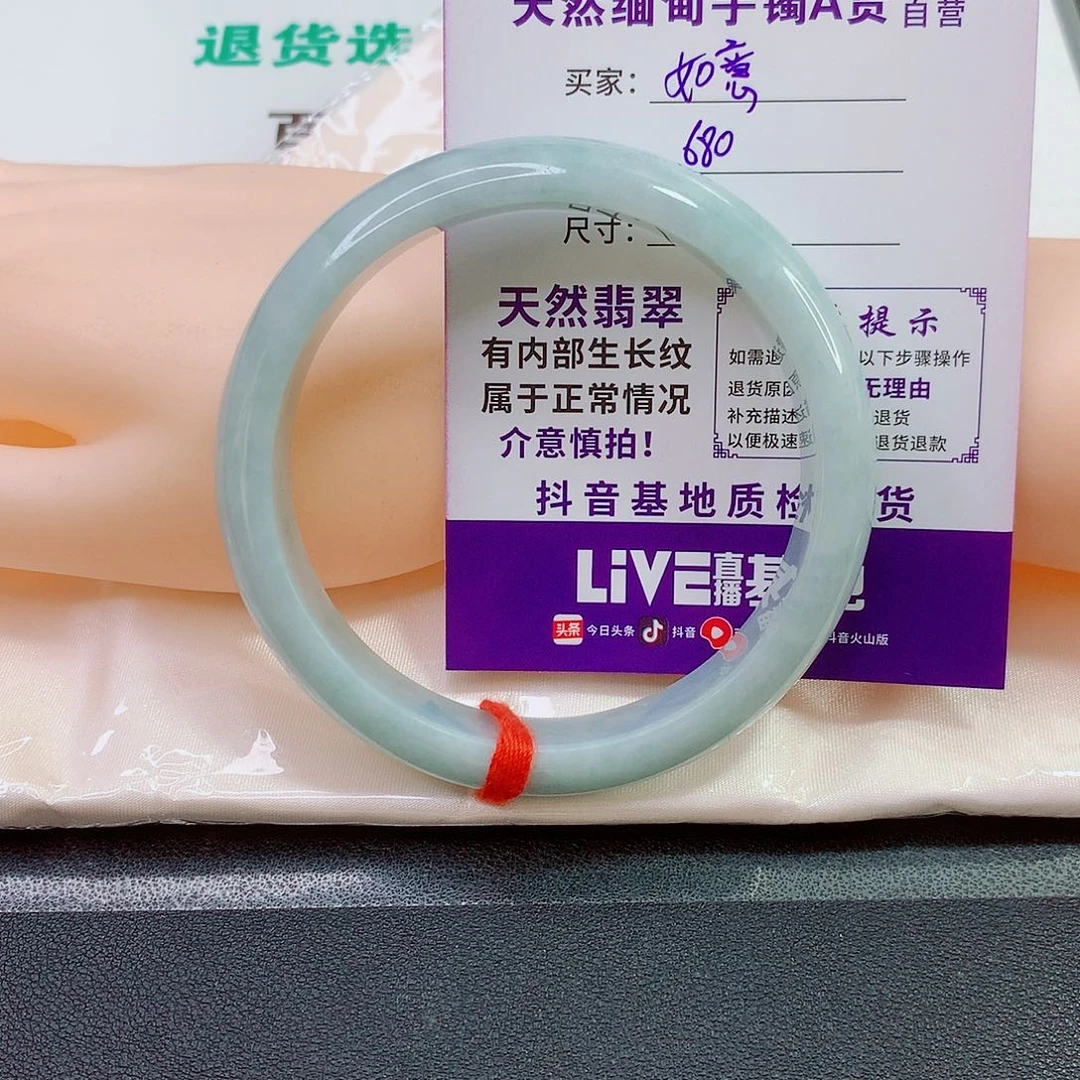 退货选
天然缅甸手镯A货 自营
买家: 如意
680
尺寸:
天然翡翠
有内部生长纹
属于正常情况
介意慎拍!
提示
如需退 以下步骤操作
退货原因 无理由
补充描述 退货
以便极速 退货退款
抖音基地质检 货
LiVE直播基地
头条 今日头条 抖音 抖音火山版